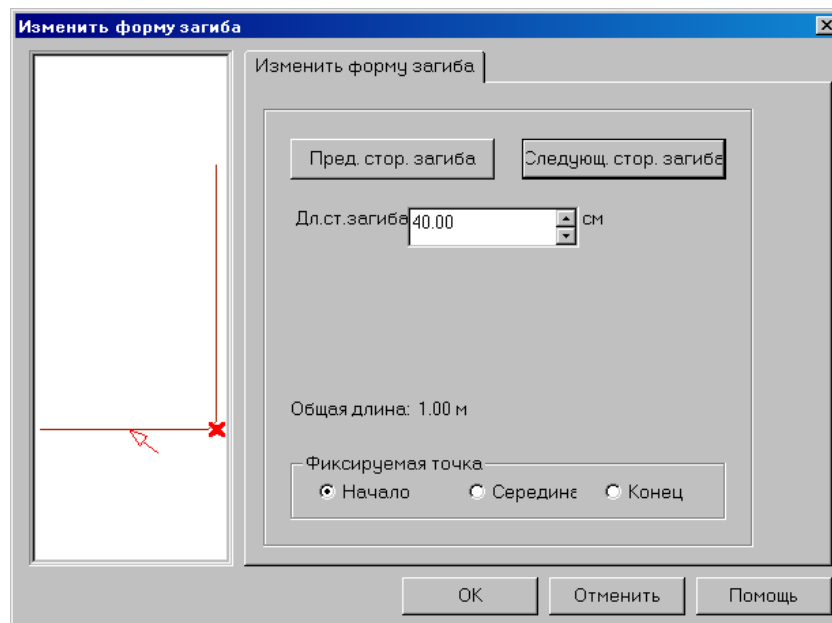 Изменить форму загиба
Изменить форму загиба
Пред. стор. загиба Следующ. стор. загиба
Дл.ст.загиба 40.00 см
Общая длина: 1.00 м
Фиксируемая точка
Начало Середине Конец
OK Отменить Помощь